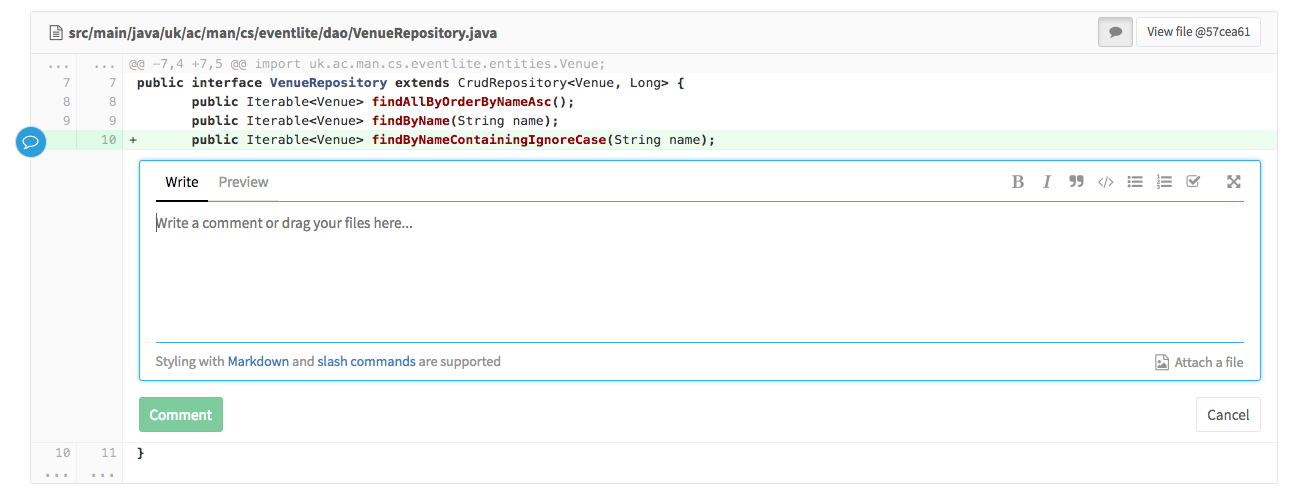 src/main/java/uk/ac/man/cs/eventlite/dao/VenueRepository.java View file @57cea61
... ... @@ -7,4 +7,5 @@ import uk.ac.man.cs.eventlite.entities.Venue;
7 7 public interface VenueRepository extends CrudRepository<Venue, Long> {
8 8 public Iterable<Venue> findAllByOrderByNameAsc();
9 9 public Iterable<Venue> findByName(String name);
10 + public Iterable<Venue> findByNameContainingIgnoreCase(String name);
Write Preview B I
Write a comment or drag your files here...
Styling with Markdown and slash commands are supported Attach a file
Comment Cancel
10 11 }
... ...